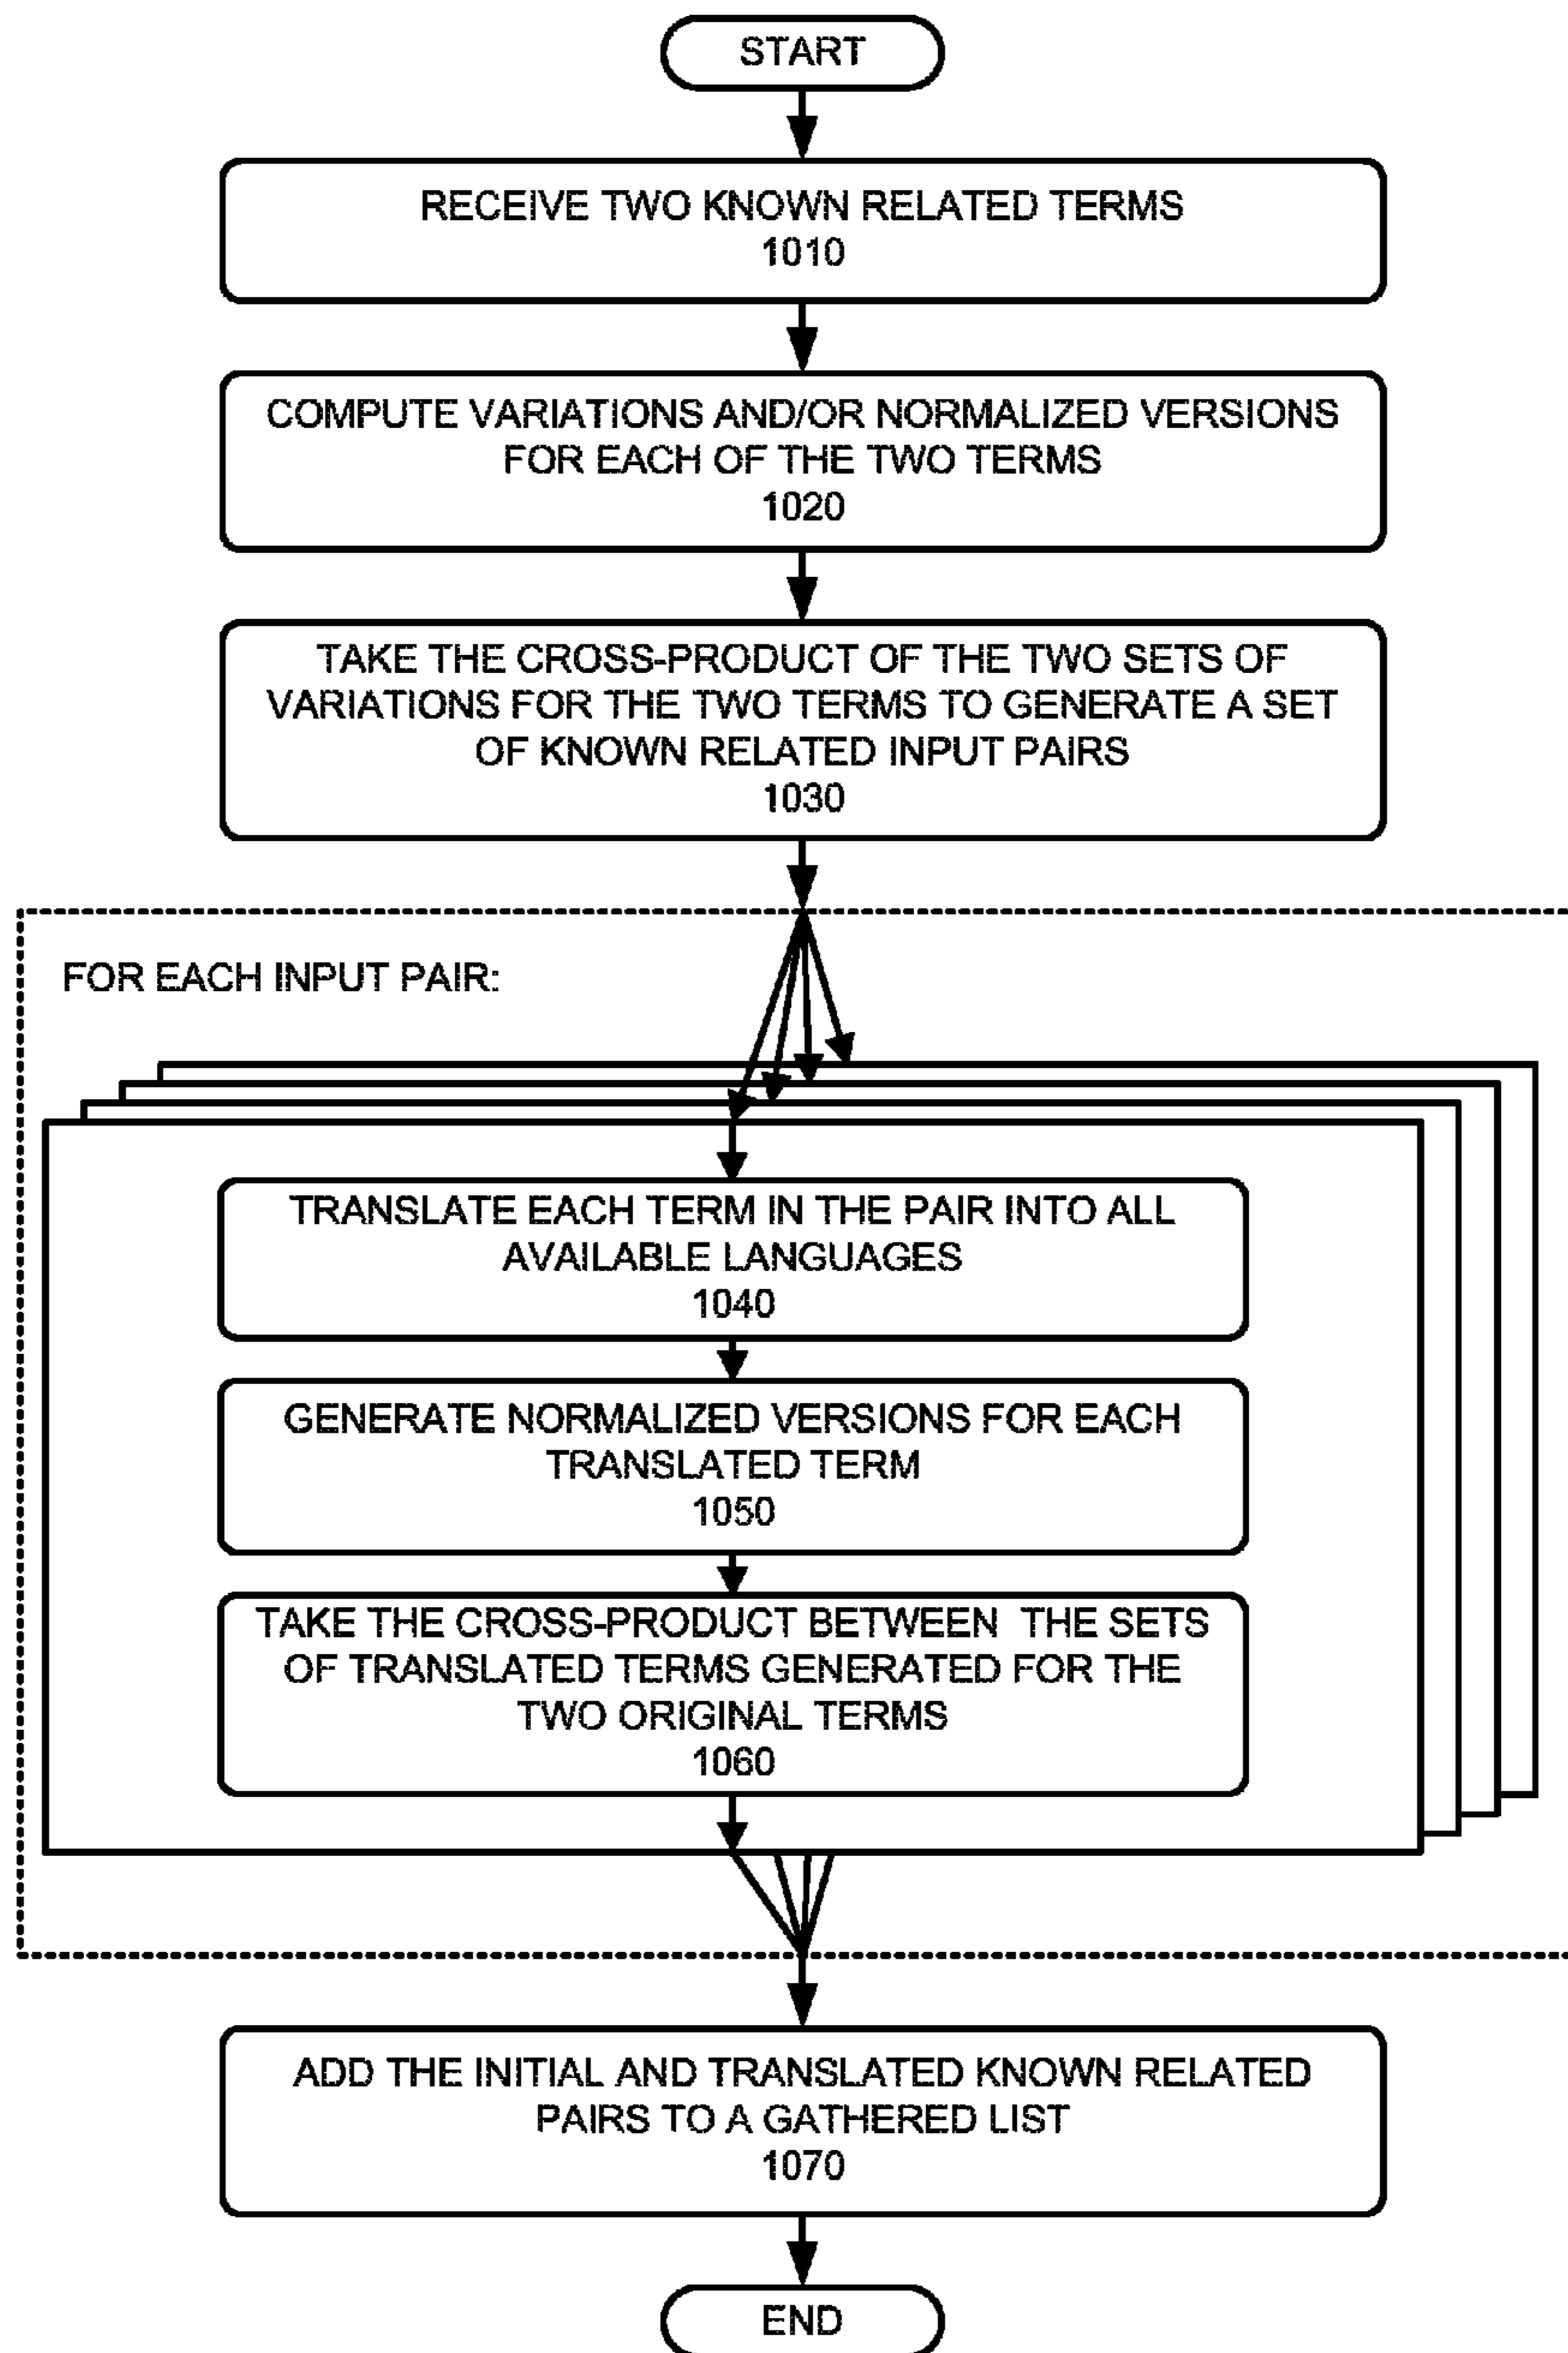 START
RECEIVE TWO KNOWN RELATED TERMS
1010
COMPUTE VARIATIONS AND/OR NORMALIZED VERSIONS
FOR EACH OF THE TWO TERMS
1020
TAKE THE CROSS-PRODUCT OF THE TWO SETS OF
VARIATIONS FOR THE TWO TERMS TO GENERATE A SET
OF KNOWN RELATED INPUT PAIRS
1030
FOR EACH INPUT PAIR:
TRANSLATE EACH TERM IN THE PAIR INTO ALL
AVAILABLE LANGUAGES
1040
GENERATE NORMALIZED VERSIONS FOR EACH
TRANSLATED TERM
1050
TAKE THE CROSS-PRODUCT BETWEEN THE SETS
OF TRANSLATED TERMS GENERATED FOR THE
TWO ORIGINAL TERMS
1060
ADD THE INITIAL AND TRANSLATED KNOWN RELATED
PAIRS TO A GATHERED LIST
1070
END